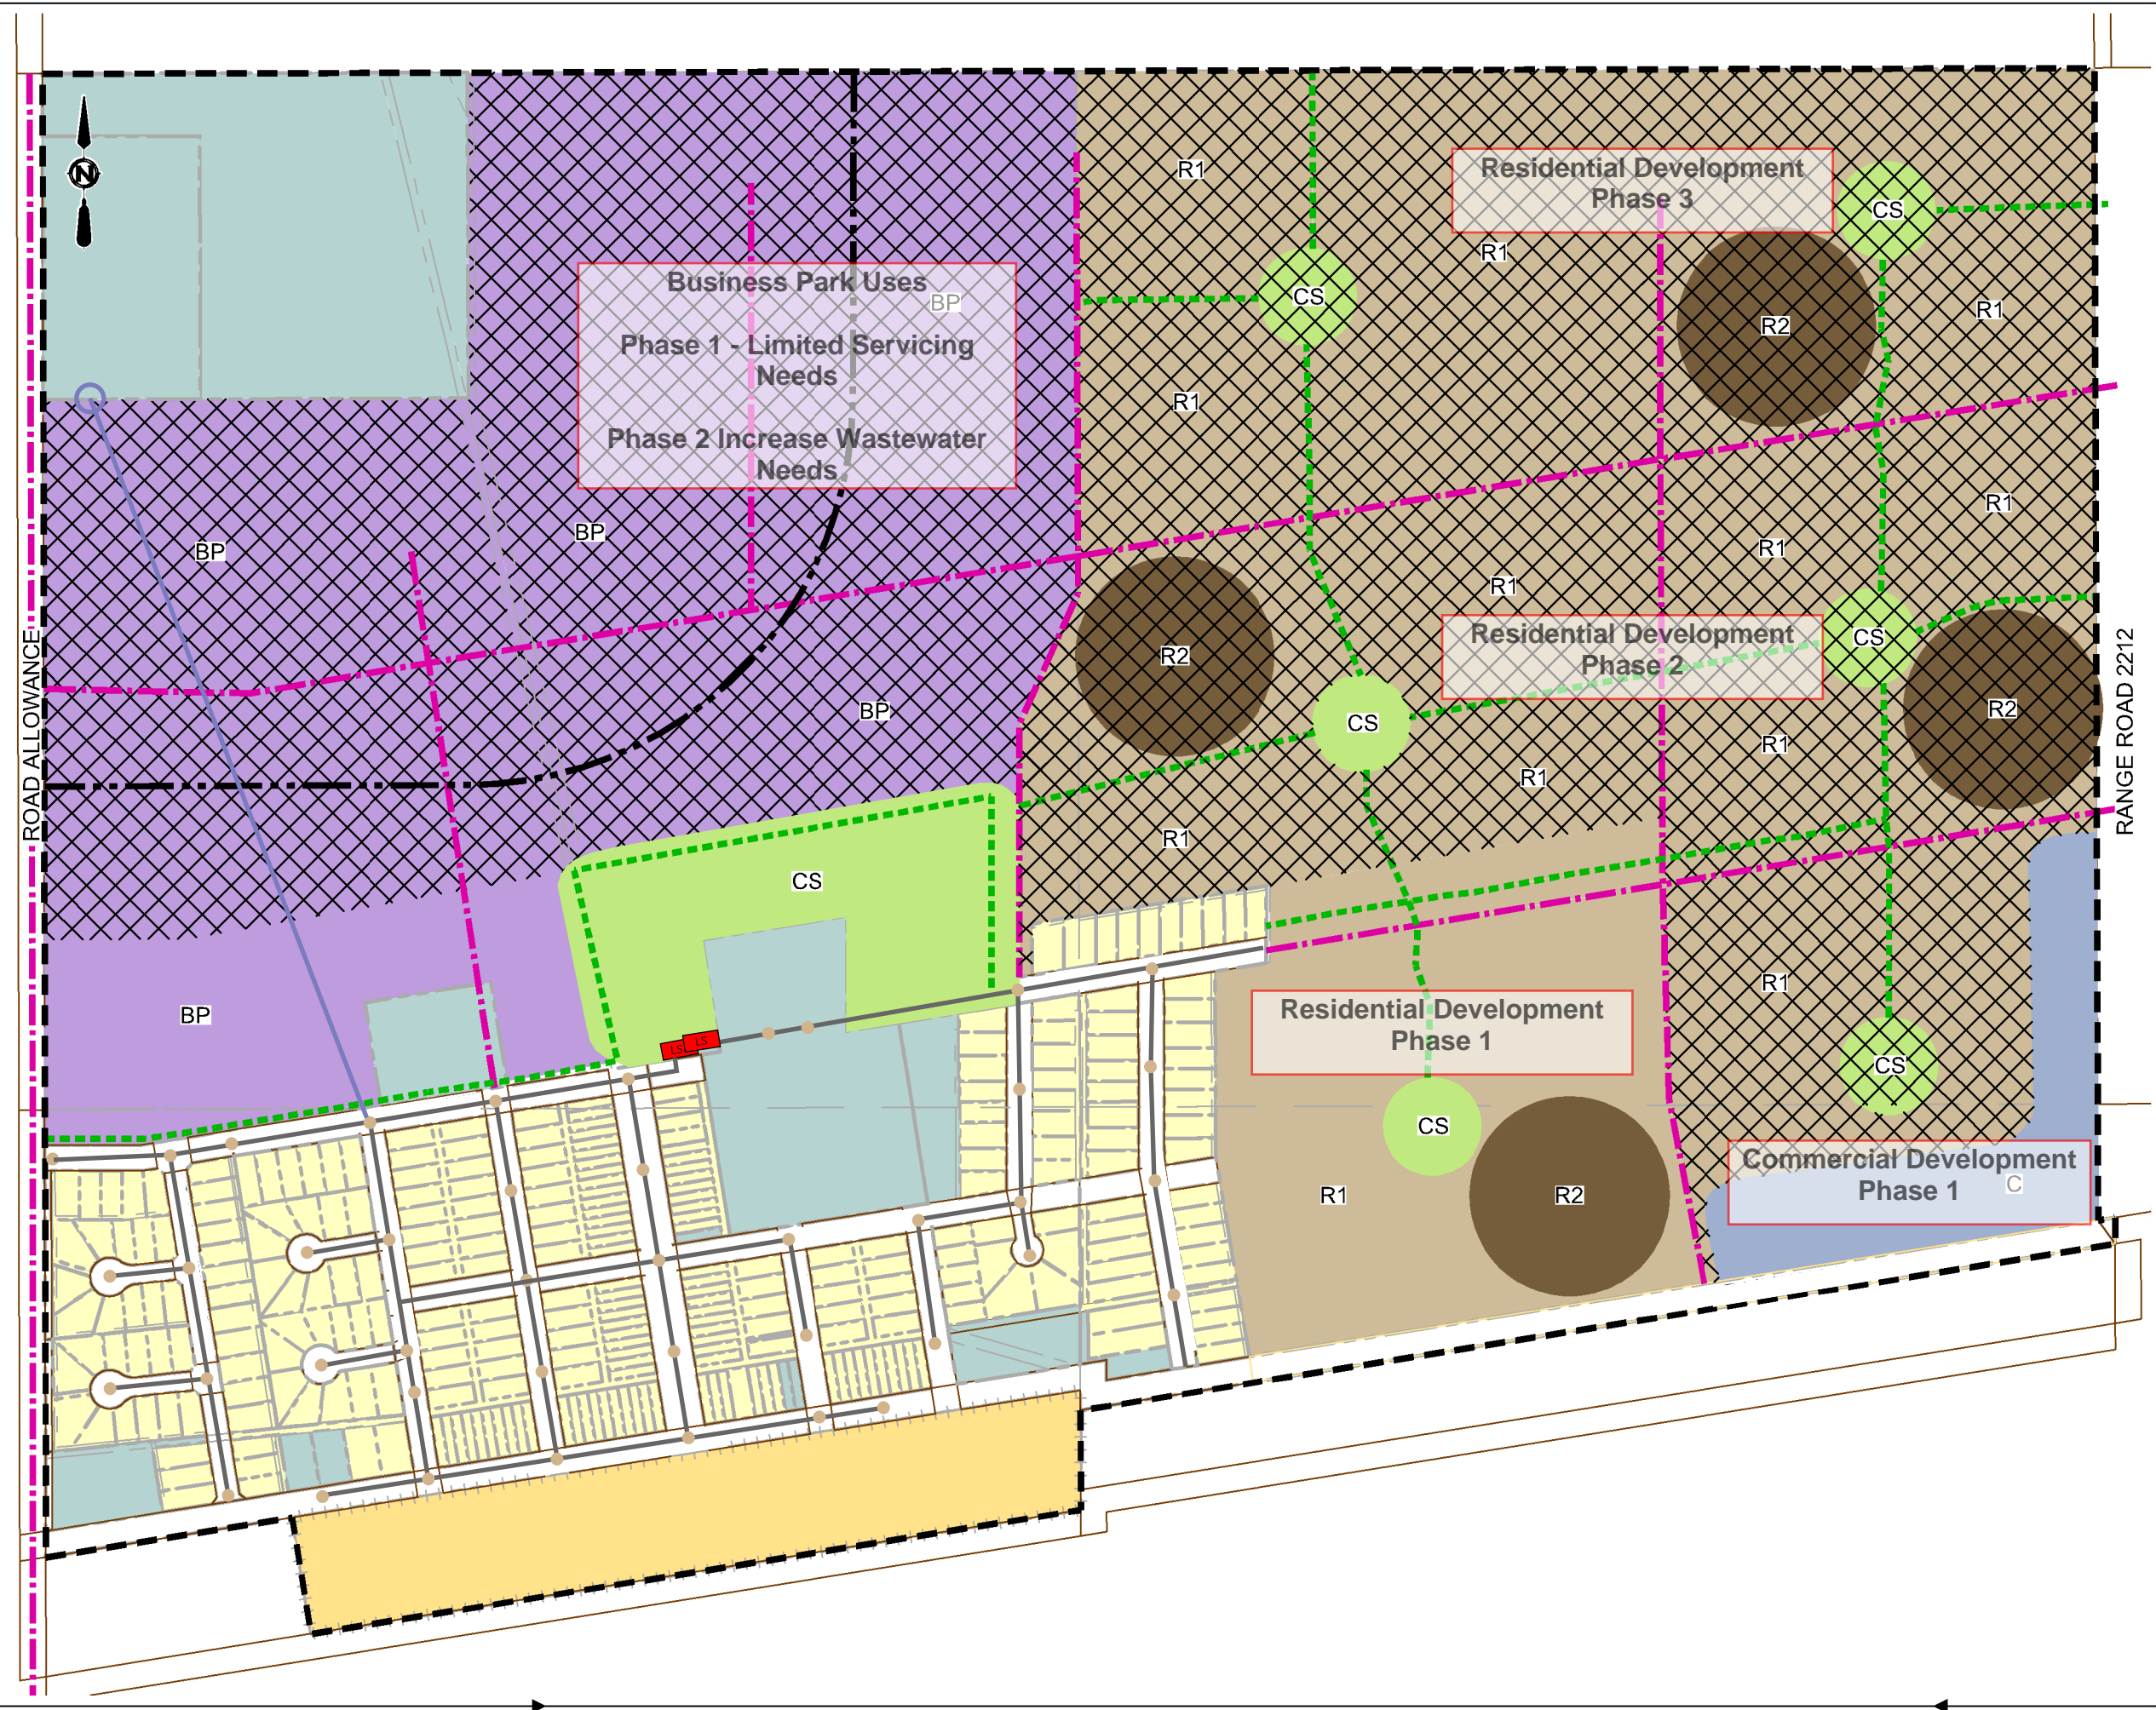 N
R1
Residential Development
Phase 3
CS
R1
CS
R2
R1
Business Park Uses
BP
Phase 1 - Limited Servicing
Needs
Phase 2 Increase Wastewater
Needs
R1
R1
BP
BP
R1
R1
R2
Residential Development
Phase 2
CS
R2
BP
CS
R1
R1
R1
CS
ROAD ALLOWANCE
RANGE ROAD 2212
BP
R1
Residential Development
Phase 1
LS
LS
CS
CS
R1
R2
Commercial Development
Phase 1
C